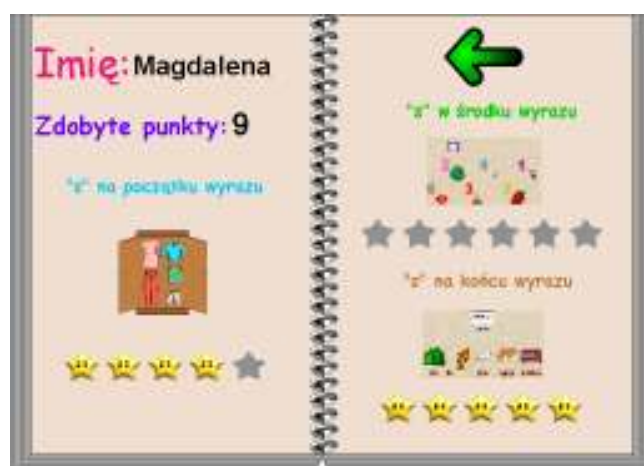 Imię: Magdalena
Zdobyte punkty: 9
"s" na początku wyrazu
"s" w środku wyrazu
"s" na końcu wyrazu